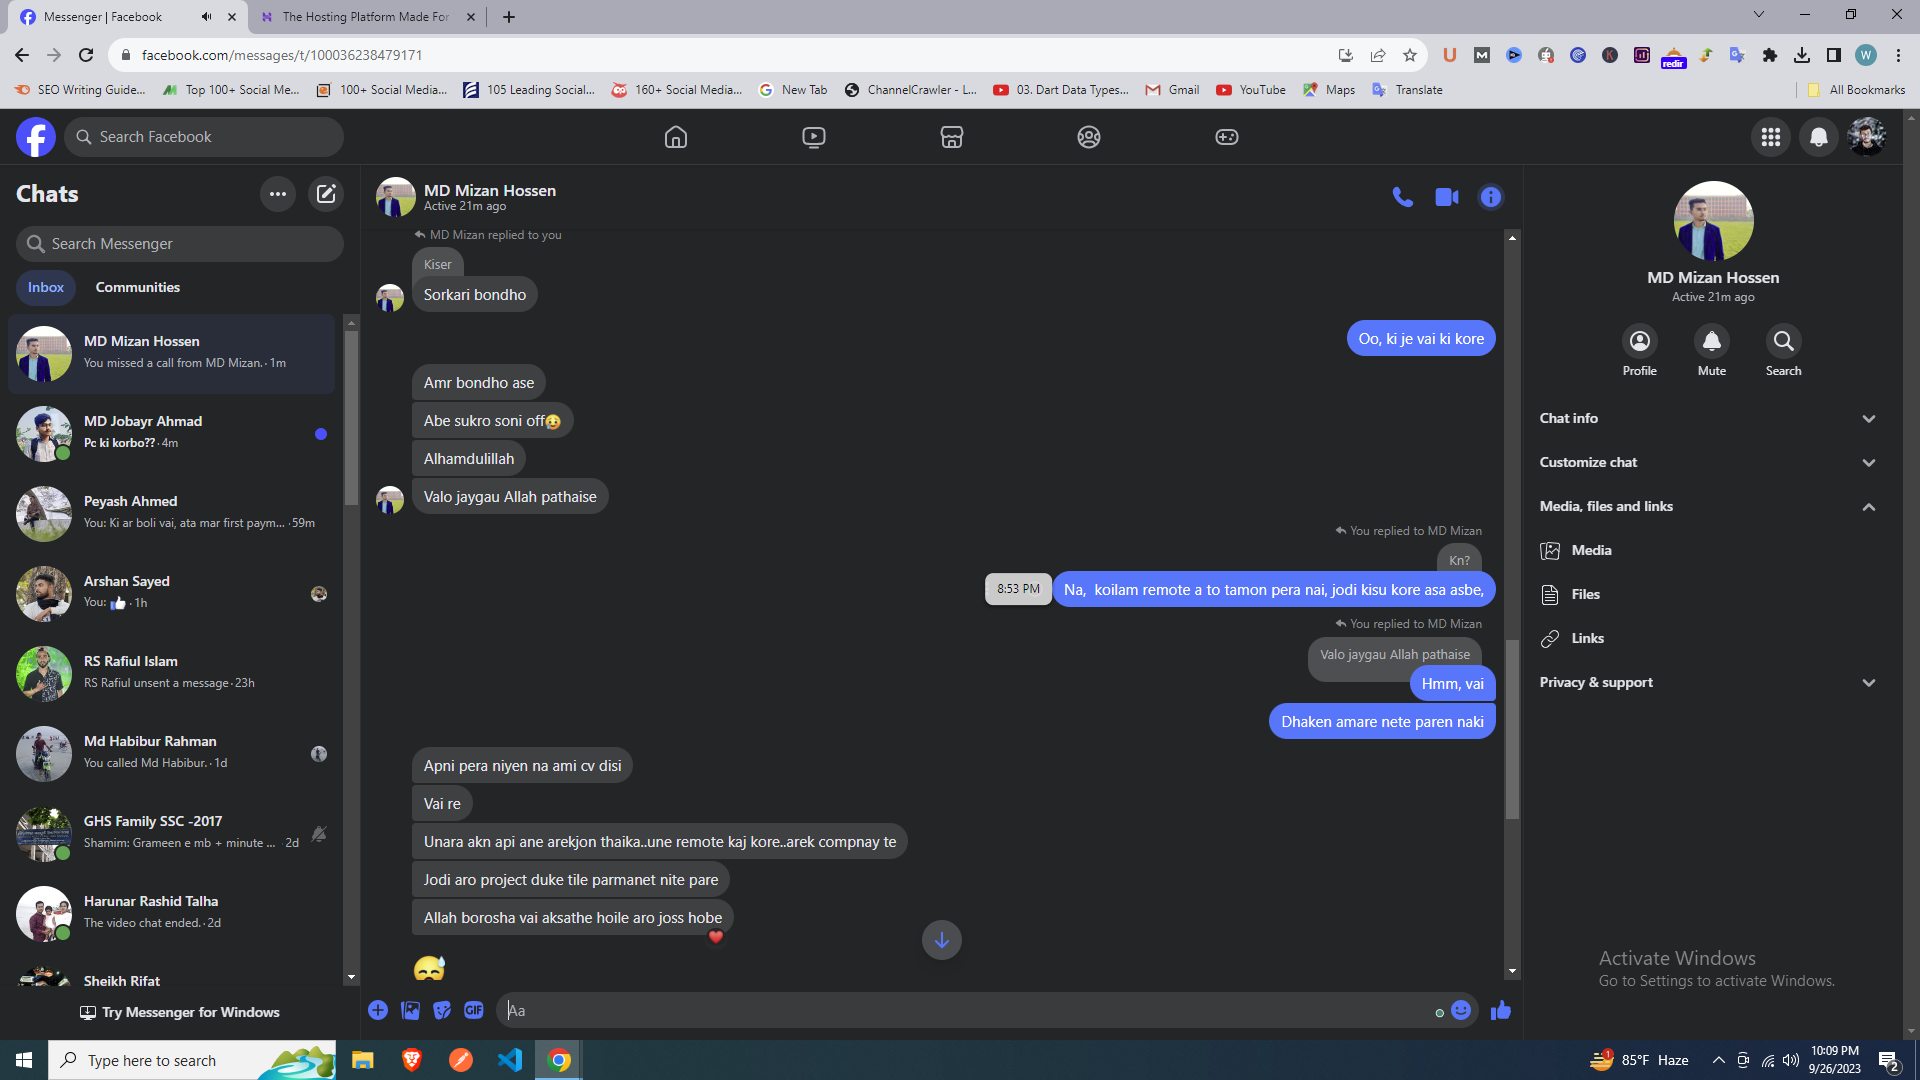 Messenger | Facebook
The Hosting Platform Made For
facebook.com/messages/t/100036238479171
redir
W
SEO Writing Guide...
Top 100+ Social Me...
100+ Social Media...
105 Leading Social...
160+ Social Media...
New Tab
ChannelCrawler - L...
03. Dart Data Types...
Gmail
YouTube
Maps
Translate
All Bookmarks
Search Facebook
Chats
Search Messenger
Inbox
Communities
MD Mizan Hossen
You missed a call from MD Mizan. · 1m
MD Jobayr Ahmad
Pc ki korbo?? · 4m
Peyash Ahmed
You: Ki ar boli vai, ata mar first paym... · 59m
Arshan Sayed
You: 👍 · 1h
RS Rafiul Islam
RS Rafiul unsent a message · 23h
Md Habibur Rahman
You called Md Habibur. · 1d
GHS Family SSC -2017
Shamim: Grameen e mb + minute ... · 2d
Harunar Rashid Talha
The video chat ended. · 2d
Sheikh Rifat
Try Messenger for Windows
MD Mizan Hossen
Active 21m ago
MD Mizan replied to you
Kiser
Sorkari bondho
Oo, ki je vai ki kore
Amr bondho ase
Abe sukro soni off😥
Alhamdulillah
Valo jaygau Allah pathaise
You replied to MD Mizan
Kn?
8:53 PM
Na,  koilam remote a to tamon pera nai, jodi kisu kore asa asbe,
You replied to MD Mizan
Valo jaygau Allah pathaise
Hmm, vai
Dhaken amare nete paren naki
Apni pera niyen na ami cv disi
Vai re
Unara akn api ane arekjon thaika..une remote kaj kore..arek compnay te
Jodi aro project duke tile parmanet nite pare
Allah borosha vai aksathe hoile aro joss hobe
❤️
😅
GIF
Aa
MD Mizan Hossen
Active 21m ago
Profile
Mute
Search
Chat info
Customize chat
Media, files and links
Media
Files
Links
Privacy & support
Activate Windows
Go to Settings to activate Windows.
Type here to search
1
85°F Haze
10:09 PM
9/26/2023
2